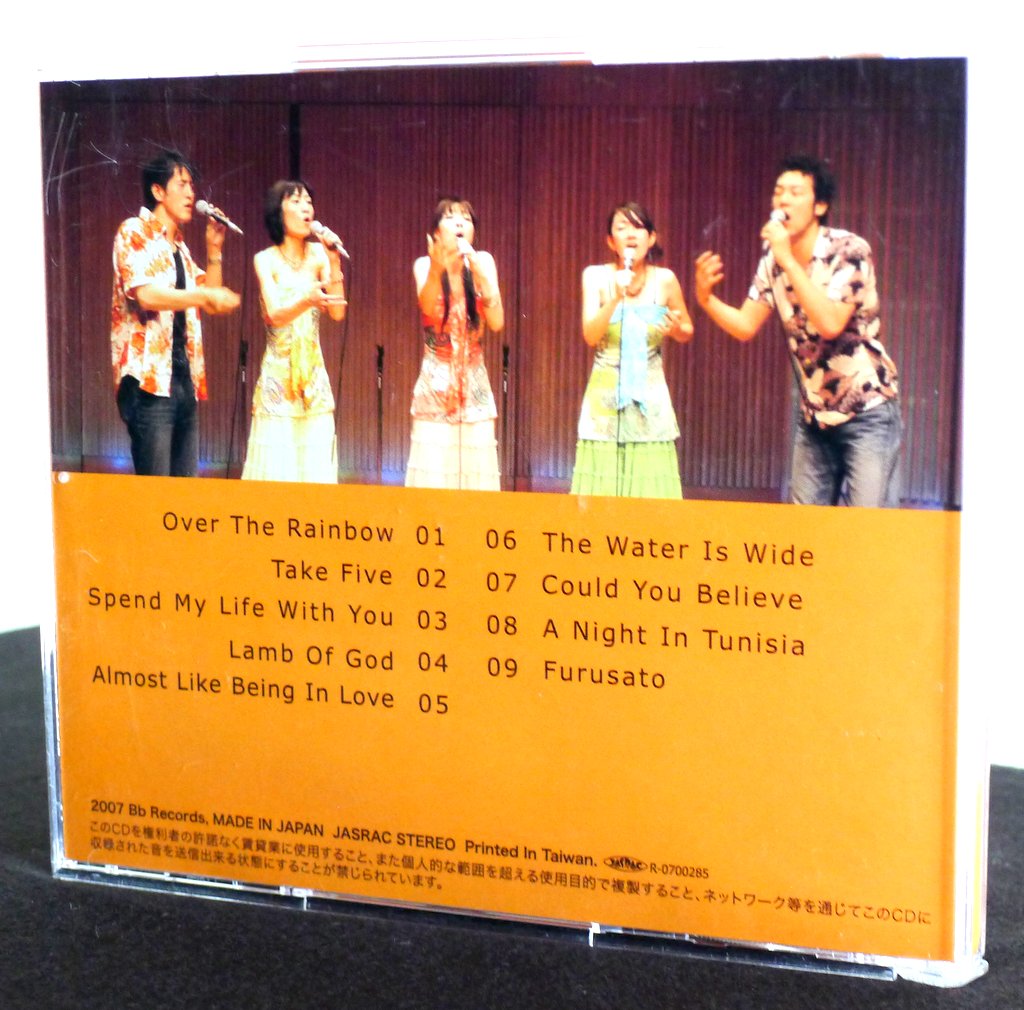 Over The Rainbow 01
Take Five 02
Spend My Life With You 03
Lamb Of God 04
Almost Like Being In Love 05
06 The Water Is Wide
07 Could You Believe
08 A Night In Tunisia
09 Furusato
2007 Bb Records, MADE IN JAPAN JASRAC STEREO Printed In Taiwan. JASRAC R-0700285
このCDを権利者の許諾なく賃貸業に使用すること、また個人的な範囲を超える使用目的で複製すること、ネットワーク等を通じてこのCDに
収録された音を送信出来る状態にすることが禁じられています。